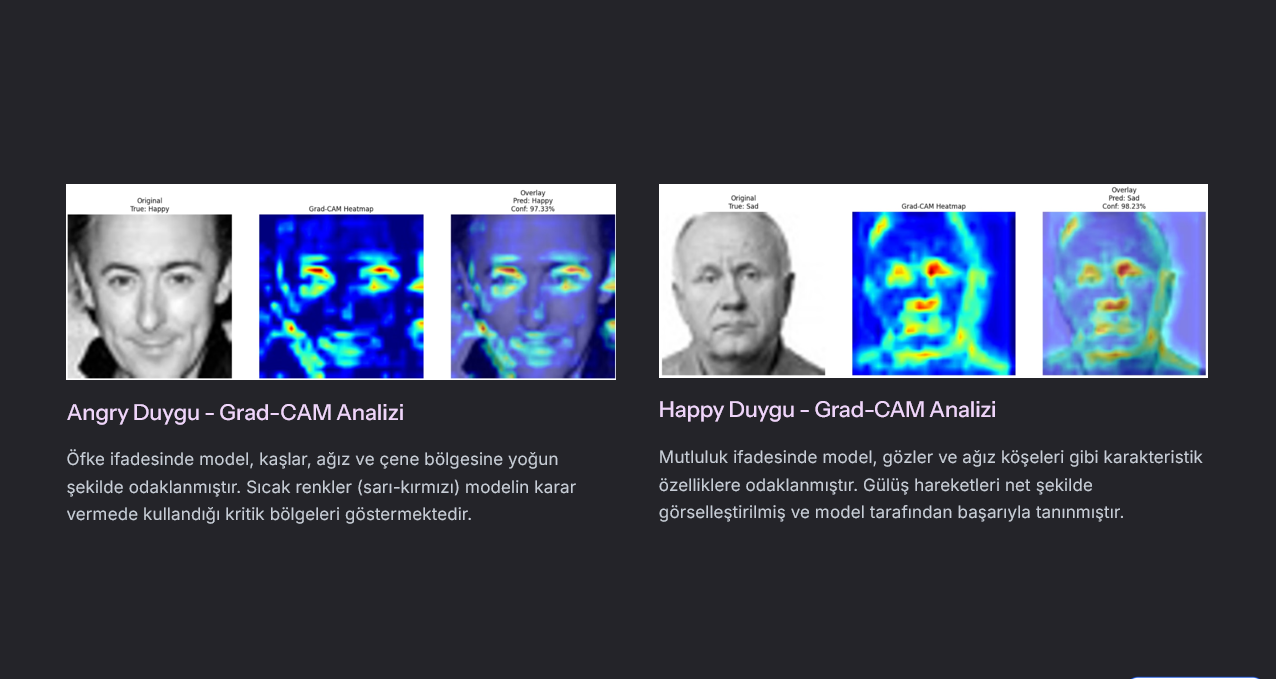 Original
True: Happy
Grad-CAM Heatmap
Overlay
Pred: Happy
Conf: 97.33%
Angry Duygu - Grad-CAM Analizi
Öfke ifadesinde model, kaşlar, ağız ve çene bölgesine yoğun
şekilde odaklanmıştır. Sıcak renkler (sarı-kırmızı) modelin karar
vermede kullandığı kritik bölgeleri göstermektedir.
Original
True: Sad
Grad-CAM Heatmap
Overlay
Pred: Sad
Conf: 98.23%
Happy Duygu - Grad-CAM Analizi
Mutluluk ifadesinde model, gözler ve ağız köşeleri gibi karakteristik
özelliklere odaklanmıştır. Gülüş hareketleri net şekilde
görselleştirilmiş ve model tarafından başarıyla tanınmıştır.